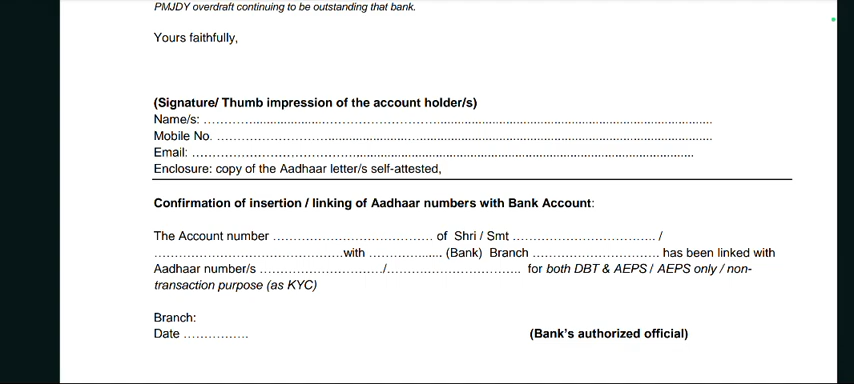 PMJDY overdraft continuing to be outstanding that bank.
Yours faithfully,
(Signature/ Thumb impression of the account holder/s)
Name/s: ……………………………………………………………………………………
Mobile No. ……………………………………………………………………………………
Email: ……………………………………………………………………………………
Enclosure: copy of the Aadhaar letter/s self-attested,
Confirmation of insertion / linking of Aadhaar numbers with Bank Account:
The Account number ………………………………… of Shri / Smt ……………………………. /
……………………………………….with ………….…... (Bank) Branch …………………………. has been linked with
Aadhaar number/s …………………………/………………………….. for both DBT & AEPS / AEPS only / non-
transaction purpose (as KYC)
Branch:
Date …………….
(Bank's authorized official)